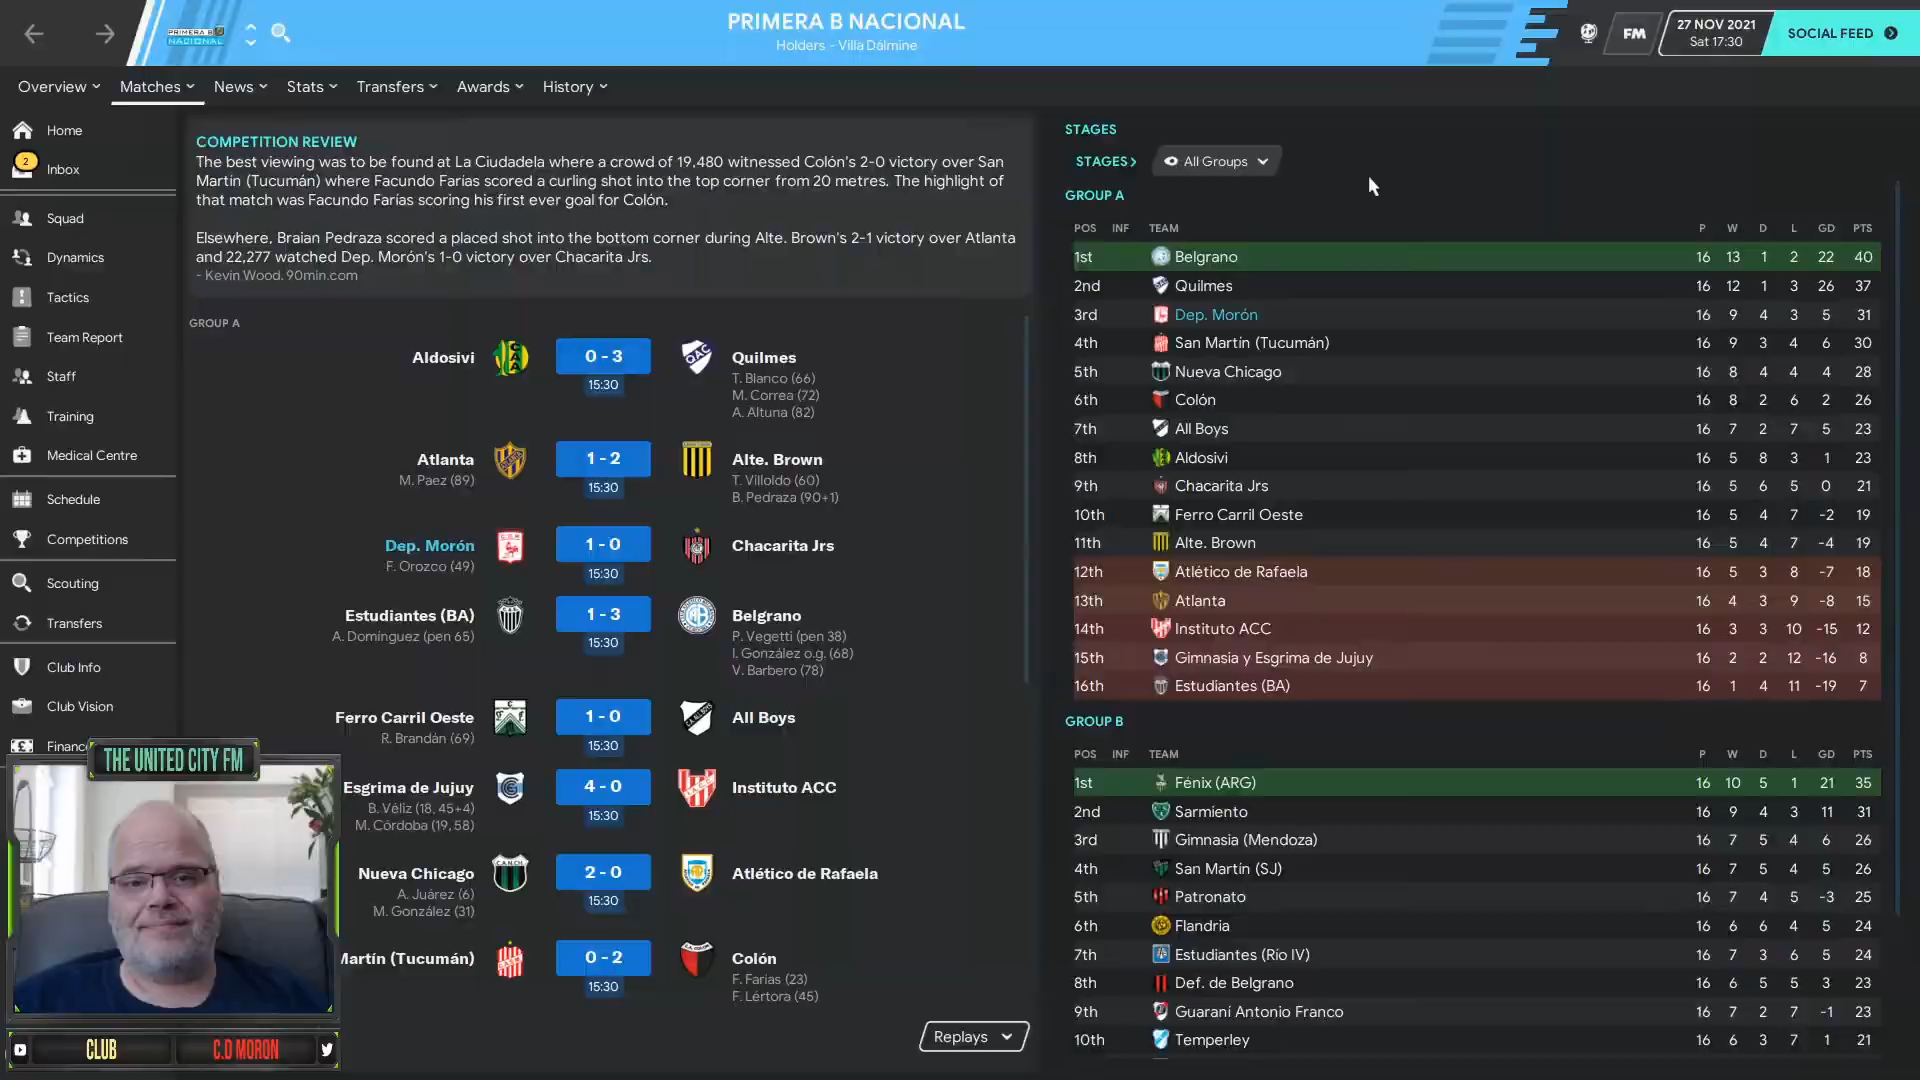 PRIMERA B NACIONAL
PRIMERA B NACIONAL
Holders - Villa Dálmine
FM
27 NOV 2021
Sat 17:30
SOCIAL FEED
Overview
Matches
News
Stats
Transfers
Awards
History
Home
2
Inbox
Squad
Dynamics
Tactics
Team Report
Staff
Training
Medical Centre
Schedule
Competitions
Scouting
Transfers
Club Info
Club Vision
Finance
COMPETITION REVIEW
The best viewing was to be found at La Ciudadela where a crowd of 19,480 witnessed Colón's 2-0 victory over San
Martín (Tucumán) where Facundo Farías scored a curling shot into the top corner from 20 metres. The highlight of
that match was Facundo Farías scoring his first ever goal for Colón.
Elsewhere, Braian Pedraza scored a placed shot into the bottom corner during Alte. Brown's 2-1 victory over Atlanta
and 22,277 watched Dep. Morón's 1-0 victory over Chacarita Jrs.
- Kevin Wood, 90min.com
GROUP A
Aldosivi 0 - 3 Quilmes
15:30
T. Blanco (66)
M. Correa (72)
A. Altuna (82)
Atlanta 1 - 2 Alte. Brown
M. Paez (89) 15:30 T. Villoldo (60)
B. Pedraza (90+1)
Dep. Morón 1 - 0 Chacarita Jrs
F. Orozco (49) 15:30
Estudiantes (BA) 1 - 3 Belgrano
A. Domínguez (pen 65) 15:30 P. Vegetti (pen 38)
I. González o.g. (68)
V. Barbero (78)
Ferro Carril Oeste 1 - 0 All Boys
R. Brandán (69) 15:30
Esgrima de Jujuy 4 - 0 Instituto ACC
B. Véliz (18, 45+4) 15:30
M. Córdoba (19, 58)
Nueva Chicago 2 - 0 Atlético de Rafaela
A. Juárez (6) 15:30
M. González (31)
Martín (Tucumán) 0 - 2 Colón
15:30 F. Farías (23)
F. Lértora (45)
Replays
STAGES
STAGES> All Groups
GROUP A
POS INF TEAM P W D L GD PTS
1st Belgrano 16 13 1 2 22 40
2nd Quilmes 16 12 1 3 26 37
3rd Dep. Morón 16 9 4 3 5 31
4th San Martín (Tucumán) 16 9 3 4 6 30
5th Nueva Chicago 16 8 4 4 4 28
6th Colón 16 8 2 6 2 26
7th All Boys 16 7 2 7 5 23
8th Aldosivi 16 5 8 3 1 23
9th Chacarita Jrs 16 5 6 5 0 21
10th Ferro Carril Oeste 16 5 4 7 -2 19
11th Alte. Brown 16 5 4 7 -4 19
12th Atlético de Rafaela 16 5 3 8 -7 18
13th Atlanta 16 4 3 9 -8 15
14th Instituto ACC 16 3 3 10 -15 12
15th Gimnasia y Esgrima de Jujuy 16 2 2 12 -16 8
16th Estudiantes (BA) 16 1 4 11 -19 7
GROUP B
POS INF TEAM P W D L GD PTS
1st Fénix (ARG) 16 10 5 1 21 35
2nd Sarmiento 16 9 4 3 11 31
3rd Gimnasia (Mendoza) 16 7 5 4 6 26
4th San Martín (SJ) 16 7 5 4 5 26
5th Patronato 16 7 4 5 -3 25
6th Flandria 16 6 6 4 5 24
7th Estudiantes (Río IV) 16 7 3 6 5 24
8th Def. de Belgrano 16 6 5 5 3 23
9th Guaraní Antonio Franco 16 7 2 7 -1 23
10th Temperley 16 6 3 7 1 21
THE UNITED CITY FM
CLUB
C.D MORON